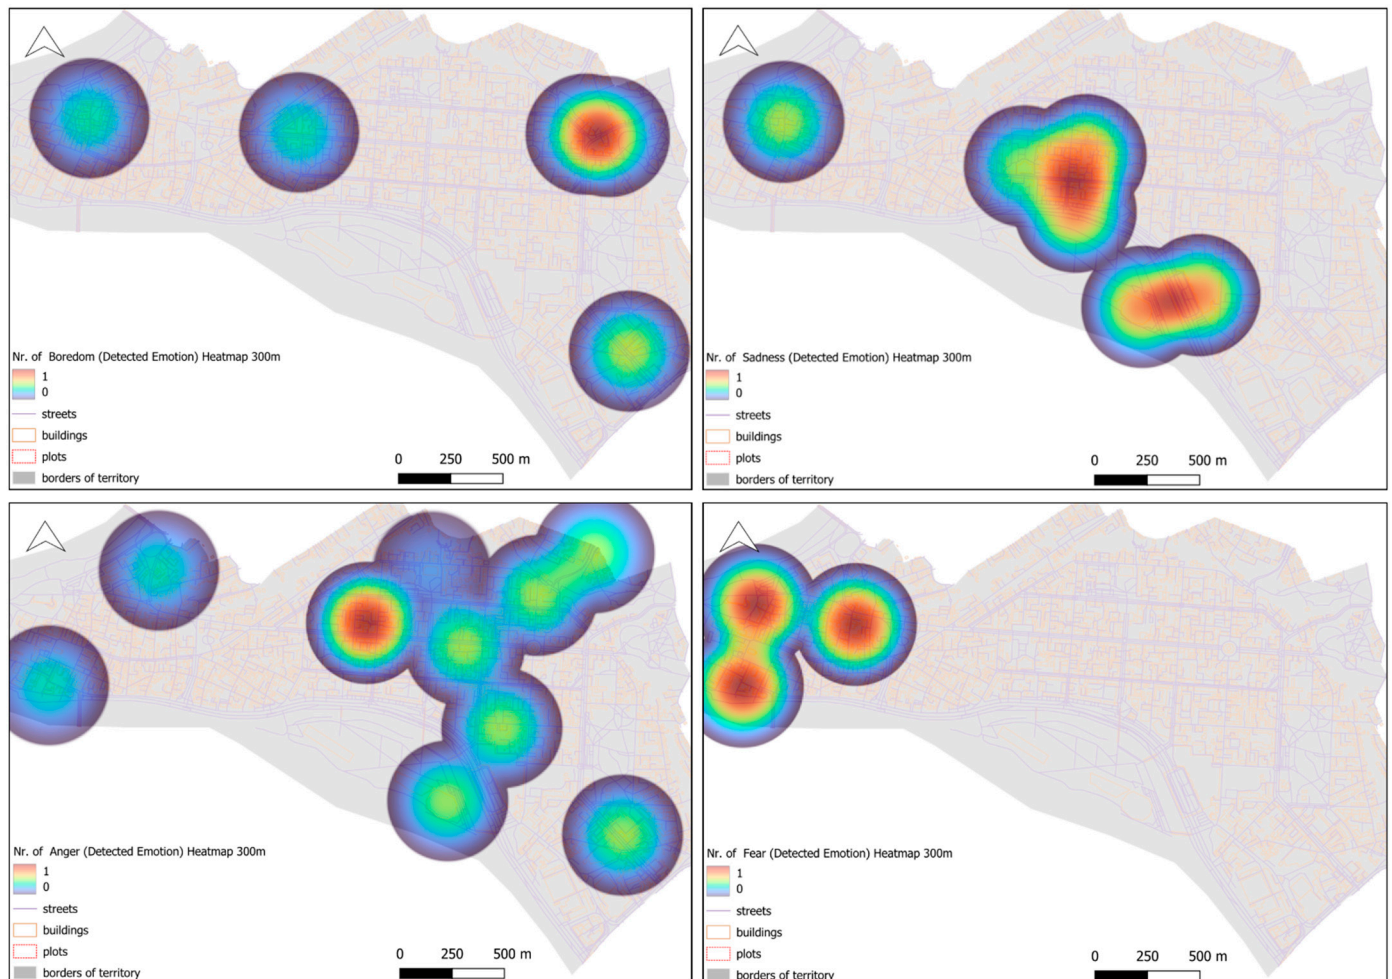 Nr. of Boredom (Detected Emotion) Heatmap 300m
1
0
streets
buildings
plots
borders of territory
0 250 500 m
Nr. of Sadness (Detected Emotion) Heatmap 300m
1
0
streets
buildings
plots
borders of territory
0 250 500 m
Nr. of Anger (Detected Emotion) Heatmap 300m
1
0
streets
buildings
plots
borders of territory
0 250 500 m
Nr. of Fear (Detected Emotion) Heatmap 300m
1
0
streets
buildings
plots
borders of territory
0 250 500 m